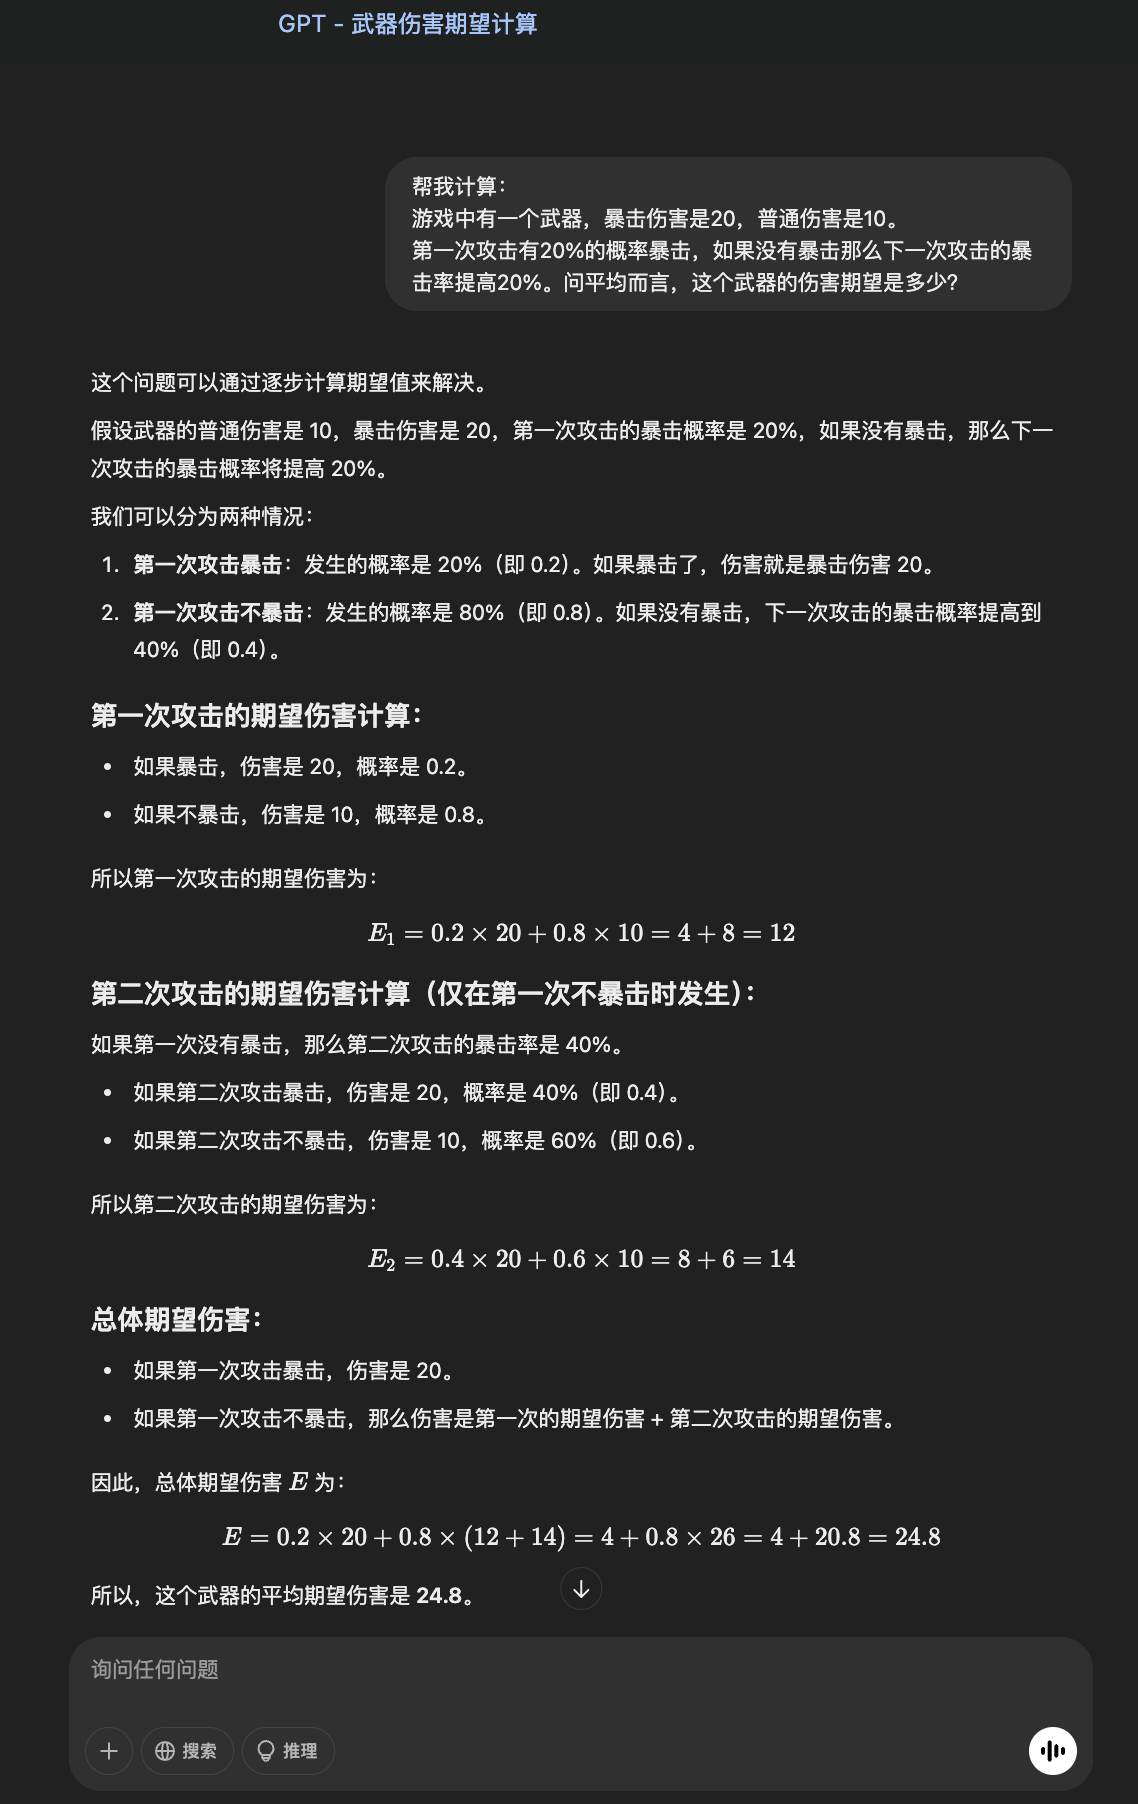 GPT - 武器伤害期望计算
帮我计算：
游戏中有一个武器，暴击伤害是20，普通伤害是10。
第一次攻击有20%的概率暴击，如果没有暴击那么下一次攻击的暴
击率提高20%。问平均而言，这个武器的伤害期望是多少?
这个问题可以通过逐步计算期望值来解决。
假设武器的普通伤害是 10，暴击伤害是 20，第一次攻击的暴击概率是 20%，如果没有暴击，那么下一
次攻击的暴击概率将提高 20%。
我们可以分为两种情况：
1. 第一次攻击暴击：发生的概率是 20%（即 0.2）。如果暴击了，伤害就是暴击伤害 20。
2. 第一次攻击不暴击：发生的概率是 80%（即 0.8）。如果没有暴击，下一次攻击的暴击概率提高到
40%（即 0.4）。
第一次攻击的期望伤害计算：
• 如果暴击，伤害是 20，概率是 0.2。
• 如果不暴击，伤害是 10，概率是 0.8。
所以第一次攻击的期望伤害为：
E₁ = 0.2 × 20 + 0.8 × 10 = 4 + 8 = 12
第二次攻击的期望伤害计算（仅在第一次不暴击时发生）：
如果第一次没有暴击，那么第二次攻击的暴击率是 40%。
• 如果第二次攻击暴击，伤害是 20，概率是 40%（即 0.4）。
• 如果第二次攻击不暴击，伤害是 10，概率是 60%（即 0.6）。
所以第二次攻击的期望伤害为：
E₂ = 0.4 × 20 + 0.6 × 10 = 8 + 6 = 14
总体期望伤害：
• 如果第一次攻击暴击，伤害是 20。
• 如果第一次攻击不暴击，那么伤害是第一次的期望伤害 + 第二次攻击的期望伤害。
因此，总体期望伤害 E 为：
E = 0.2 × 20 + 0.8 × (12 + 14) = 4 + 0.8 × 26 = 4 + 20.8 = 24.8
所以，这个武器的平均期望伤害是 24.8。
询问任何问题
搜索
推理